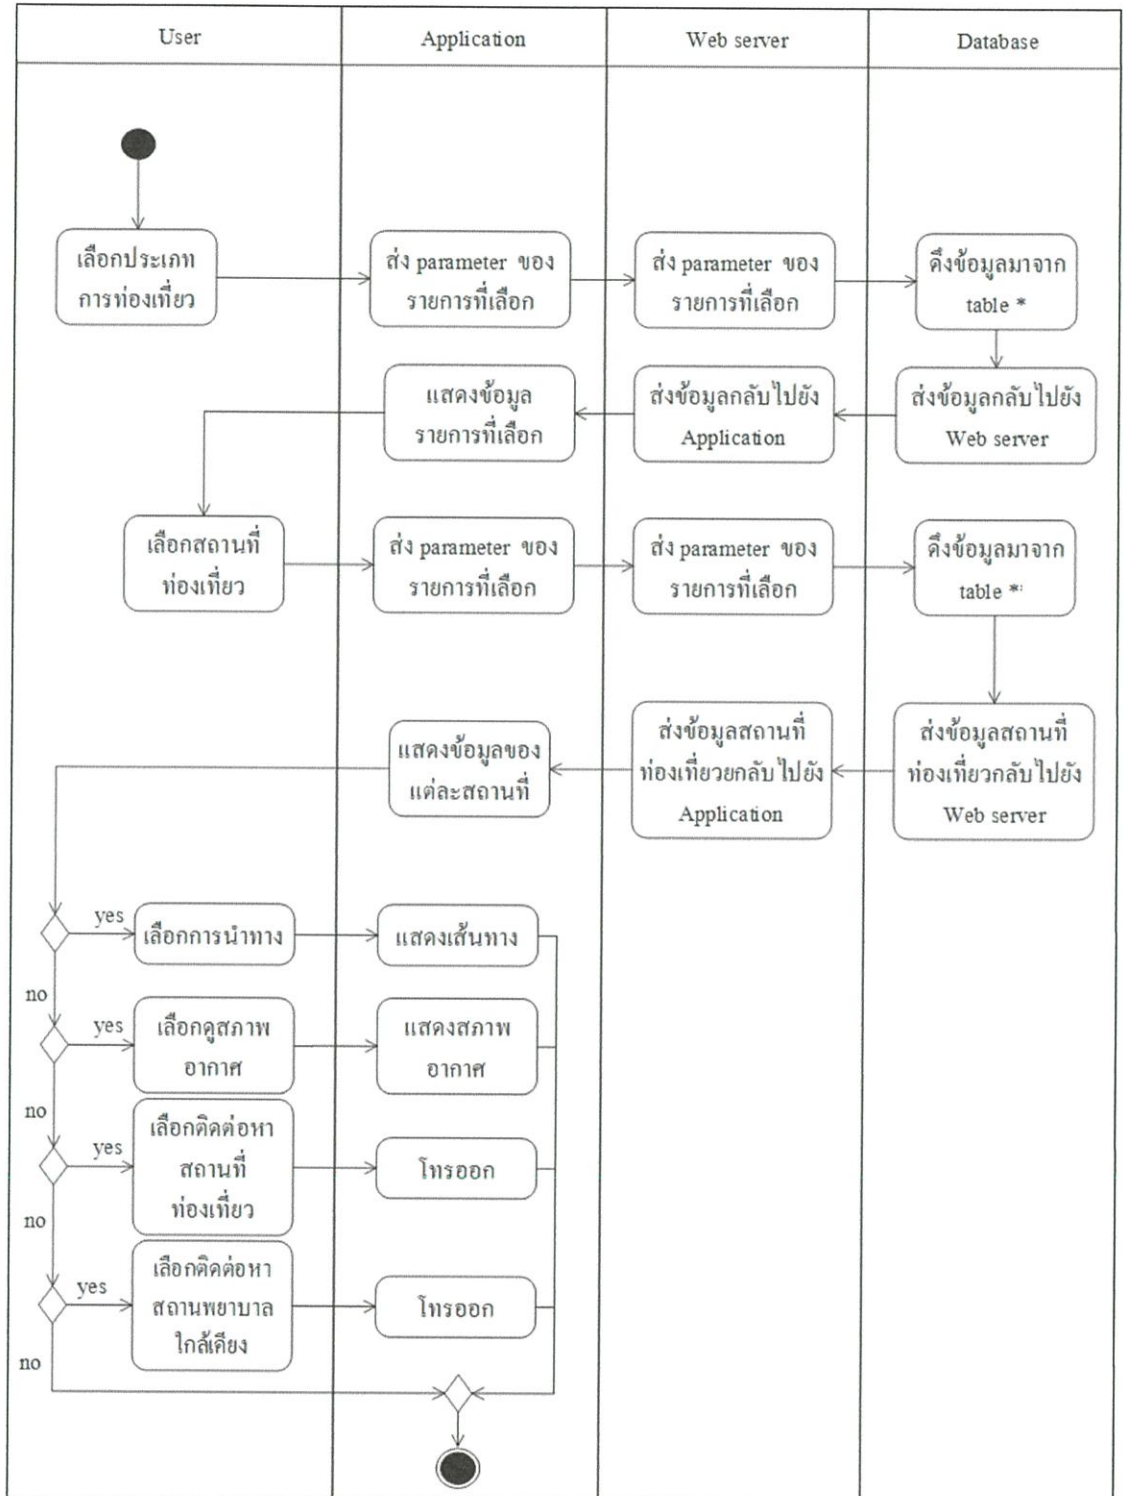 User
Application
Web server
Database
เลือกประเภท
การท่องเที่ยว
ส่ง parameter ของ
รายการที่เลือก
ส่ง parameter ของ
รายการที่เลือก
ดึงข้อมูลมาจาก
table *
แสดงข้อมูล
รายการที่เลือก
ส่งข้อมูลกลับไปยัง
Application
ส่งข้อมูลกลับไปยัง
Web server
เลือกสถานที่
ท่องเที่ยว
ส่ง parameter ของ
รายการที่เลือก
ส่ง parameter ของ
รายการที่เลือก
ดึงข้อมูลมาจาก
table *
แสดงข้อมูลของ
แต่ละสถานที่
ส่งข้อมูลสถานที่
ท่องเที่ยวยกลับไปยัง
Application
ส่งข้อมูลสถานที่
ท่องเที่ยวกลับไปยัง
Web server
yes
เลือกการนำทาง
แสดงเส้นทาง
no
yes
เลือกดูสภาพ
อากาศ
แสดงสภาพ
อากาศ
no
yes
เลือกติดต่อหา
สถานที่
ท่องเที่ยว
โทรออก
no
yes
เลือกติดต่อหา
สถานพยาบาล
ใกล้เคียง
โทรออก
no